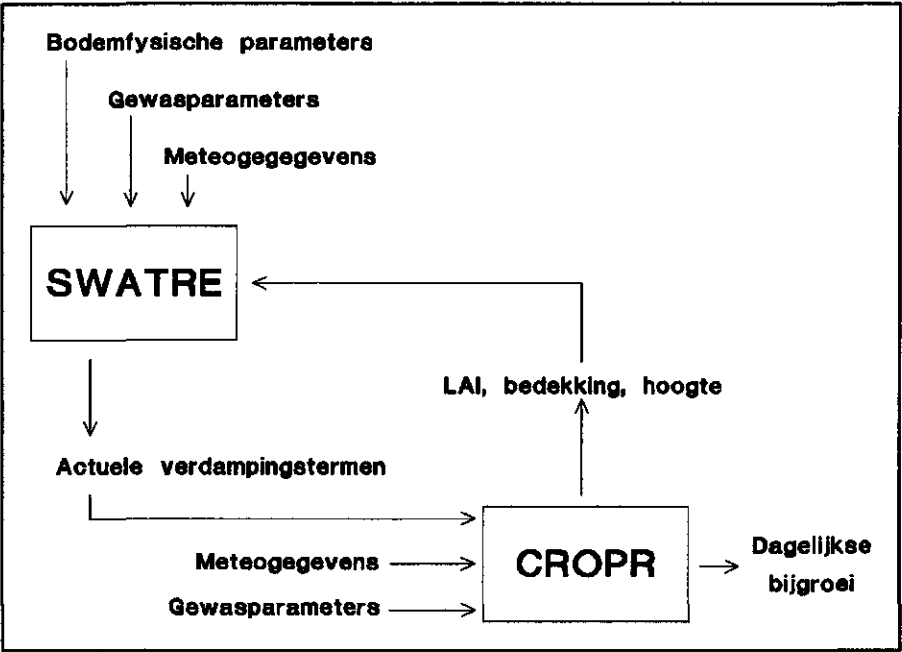 Bodemfysische parameters
Gewasparameters
Meteogegegevens
SWATRE
LAI, bedekking, hoogte
Actuele verdampingstermen
Meteogegevens
CROPR
Dagelijkse
bijgroei
Gewasparameters